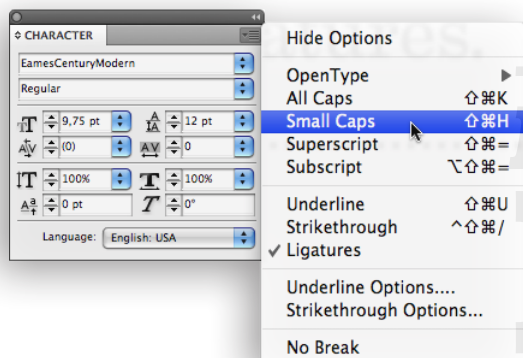 CHARACTER
EamesCenturyModern
Regular
9,75 pt
12 pt
(0)
0
100%
100%
0 pt
0°
Language: English: USA
Hide Options
OpenType
All Caps ⇧⌘K
Small Caps ⇧⌘H
Superscript ⇧⌘=
Subscript ⌥⇧⌘=
Underline ⇧⌘U
Strikethrough ^⇧⌘/
✓ Ligatures
Underline Options....
Strikethrough Options...
No Break